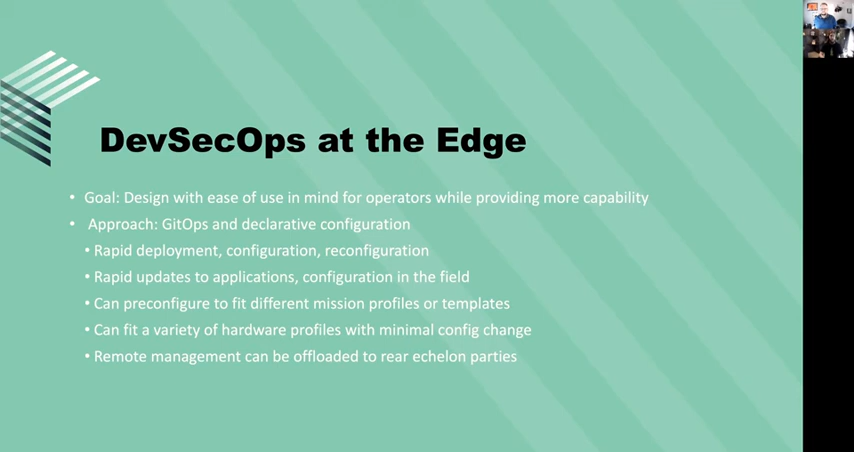 DevSecOps at the Edge
• Goal: Design with ease of use in mind for operators while providing more capability
• Approach: GitOps and declarative configuration
• Rapid deployment, configuration, reconfiguration
• Rapid updates to applications, configuration in the field
• Can preconfigure to fit different mission profiles or templates
• Can fit a variety of hardware profiles with minimal config change
• Remote management can be offloaded to rear echelon parties